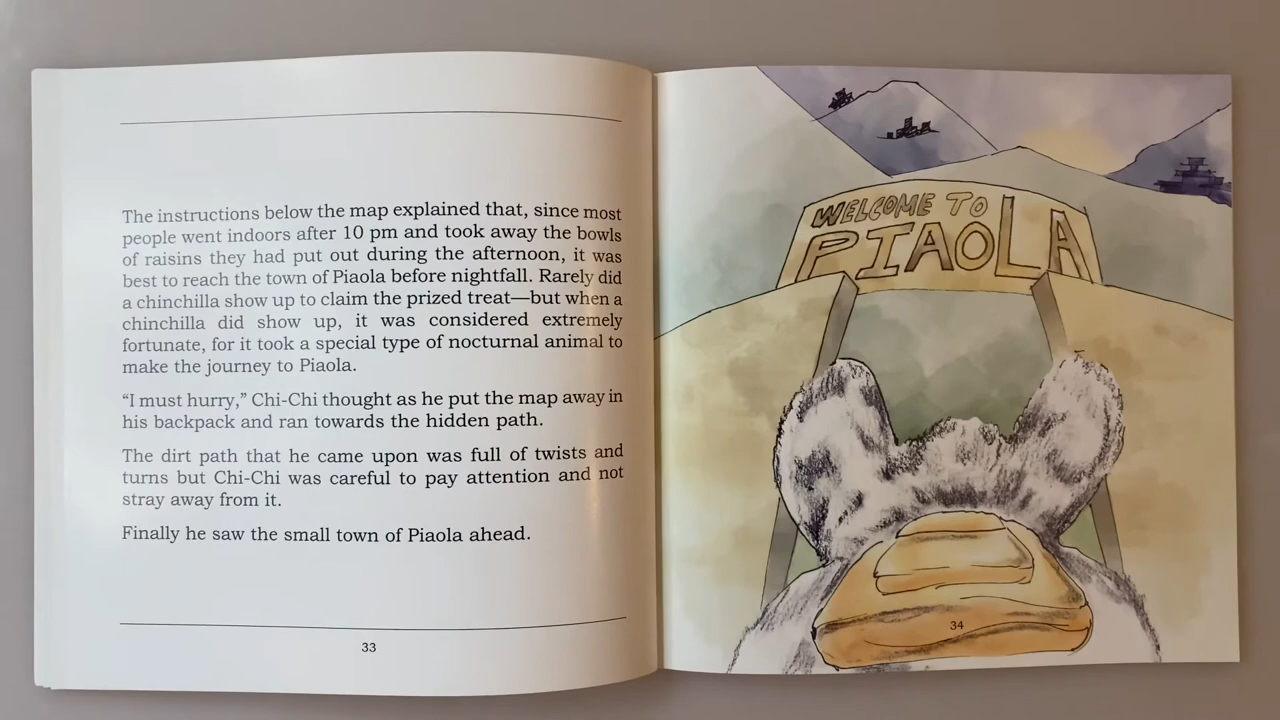 The instructions below the map explained that, since most
people went indoors after 10 pm and took away the bowls
of raisins they had put out during the afternoon, it was
best to reach the town of Piaola before nightfall. Rarely did
a chinchilla show up to claim the prized treat—but when a
chinchilla did show up, it was considered extremely
fortunate, for it took a special type of nocturnal animal to
make the journey to Piaola.
“I must hurry,” Chi-Chi thought as he put the map away in
his backpack and ran towards the hidden path.
The dirt path that he came upon was full of twists and
turns but Chi-Chi was careful to pay attention and not
stray away from it.
Finally he saw the small town of Piaola ahead.
33
WELCOME TO
PIAOLA
34